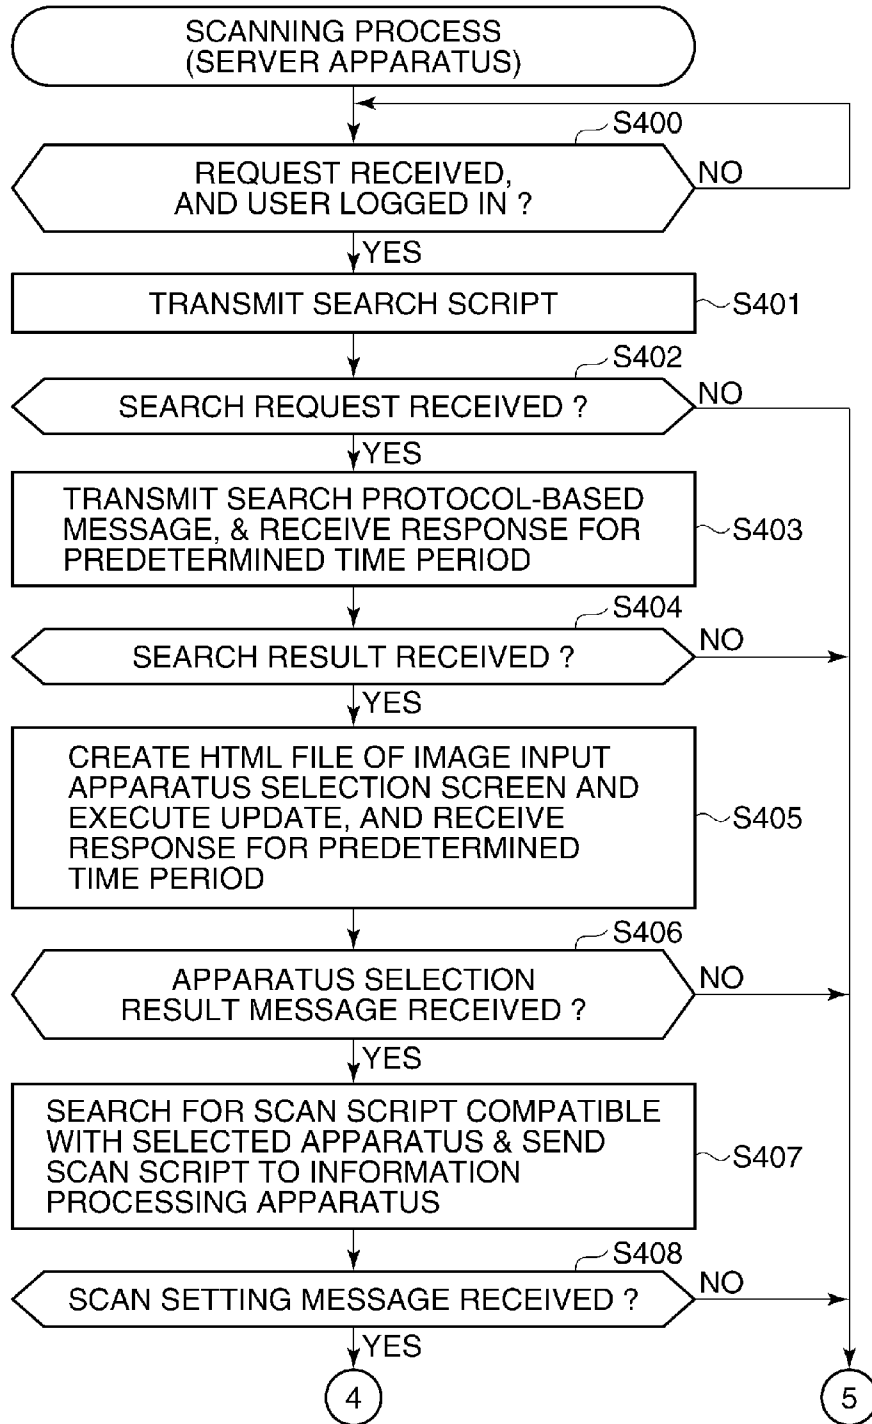 SCANNING PROCESS
(SERVER APPARATUS)
S400
REQUEST RECEIVED,
AND USER LOGGED IN ?
NO
YES
TRANSMIT SEARCH SCRIPT
S401
S402
SEARCH REQUEST RECEIVED ?
NO
YES
TRANSMIT SEARCH PROTOCOL-BASED
MESSAGE, & RECEIVE RESPONSE FOR
PREDETERMINED TIME PERIOD
S403
S404
SEARCH RESULT RECEIVED ?
NO
YES
CREATE HTML FILE OF IMAGE INPUT
APPARATUS SELECTION SCREEN AND
EXECUTE UPDATE, AND RECEIVE
RESPONSE FOR PREDETERMINED
TIME PERIOD
S405
S406
APPARATUS SELECTION
RESULT MESSAGE RECEIVED ?
NO
YES
SEARCH FOR SCAN SCRIPT COMPATIBLE
WITH SELECTED APPARATUS & SEND
SCAN SCRIPT TO INFORMATION
PROCESSING APPARATUS
S407
S408
SCAN SETTING MESSAGE RECEIVED ?
NO
YES
4
5